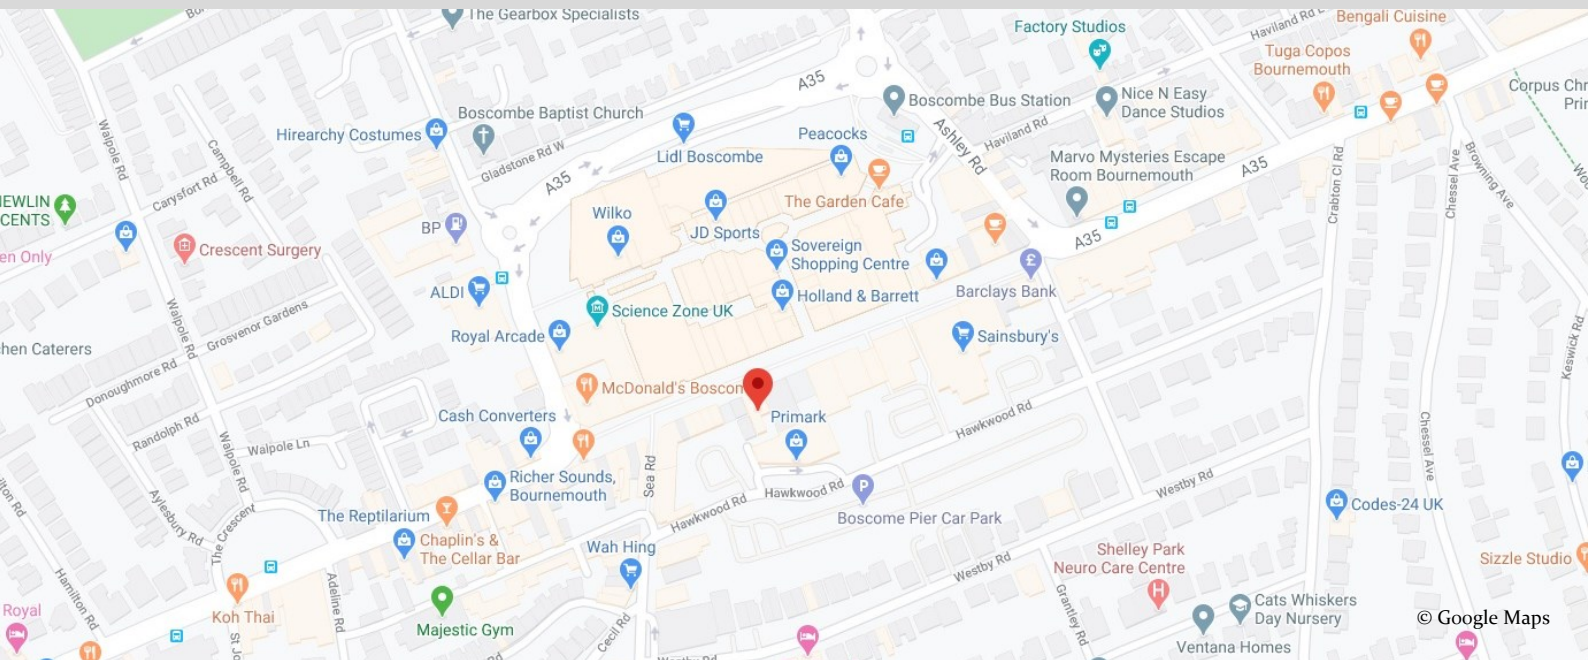 The Gearbox Specialists
Factory Studios
Haviland Rd E
Bengali Cuisine
Tuga Copos
Bournemouth
A35
Boscombe Bus Station
Nice N Easy
Dance Studios
Corpus Chr
Prir
Boscombe Baptist Church
Hirearchy Costumes
Walpole Rd
Campbell Rd
Carysfort Rd
Gladstone Rd W
Lidl Boscombe
Peacocks
Ashley Rd
Haviland Rd
Marvo Mysteries Escape
Room Bournemouth
A35
A35
Crabton Cl Rd
Chessel Ave
Browning Ave
EWLIN
CENTS
en Only
Crescent Surgery
BP
Wilko
JD Sports
The Garden Cafe
Sovereign
Shopping Centre
A35
Barclays Bank
ALDI
Holland & Barrett
Science Zone UK
Royal Arcade
Sainsbury's
Walpole Rd
Grosvenor Gardens
hen Caterers
Donoughmore Rd
Keswick Rd
McDonald's Boscom
Cash Converters
Primark
Randolph Rd
Walpole Ln
Walpole Rd
Hawkwood Rd
Chessel Ave
Richer Sounds,
Bournemouth
Sea Rd
Hawkwood Rd
Hawkwood Rd
Westby Rd
Aylesbury Rd
The Crescent
The Reptilarium
Chaplin's &
The Cellar Bar
Boscome Pier Car Park
Codes-24 UK
Wah Hing
Shelley Park
Neuro Care Centre
Westby Rd
Sizzle Studio
Hamilton Rd
Adeline Rd
Koh Thai
Majestic Gym
Cecil Rd
Grantley Rd
Cats Whiskers
Day Nursery
Ventana Homes
Royal
St Jo
Westby Rd
© Google Maps